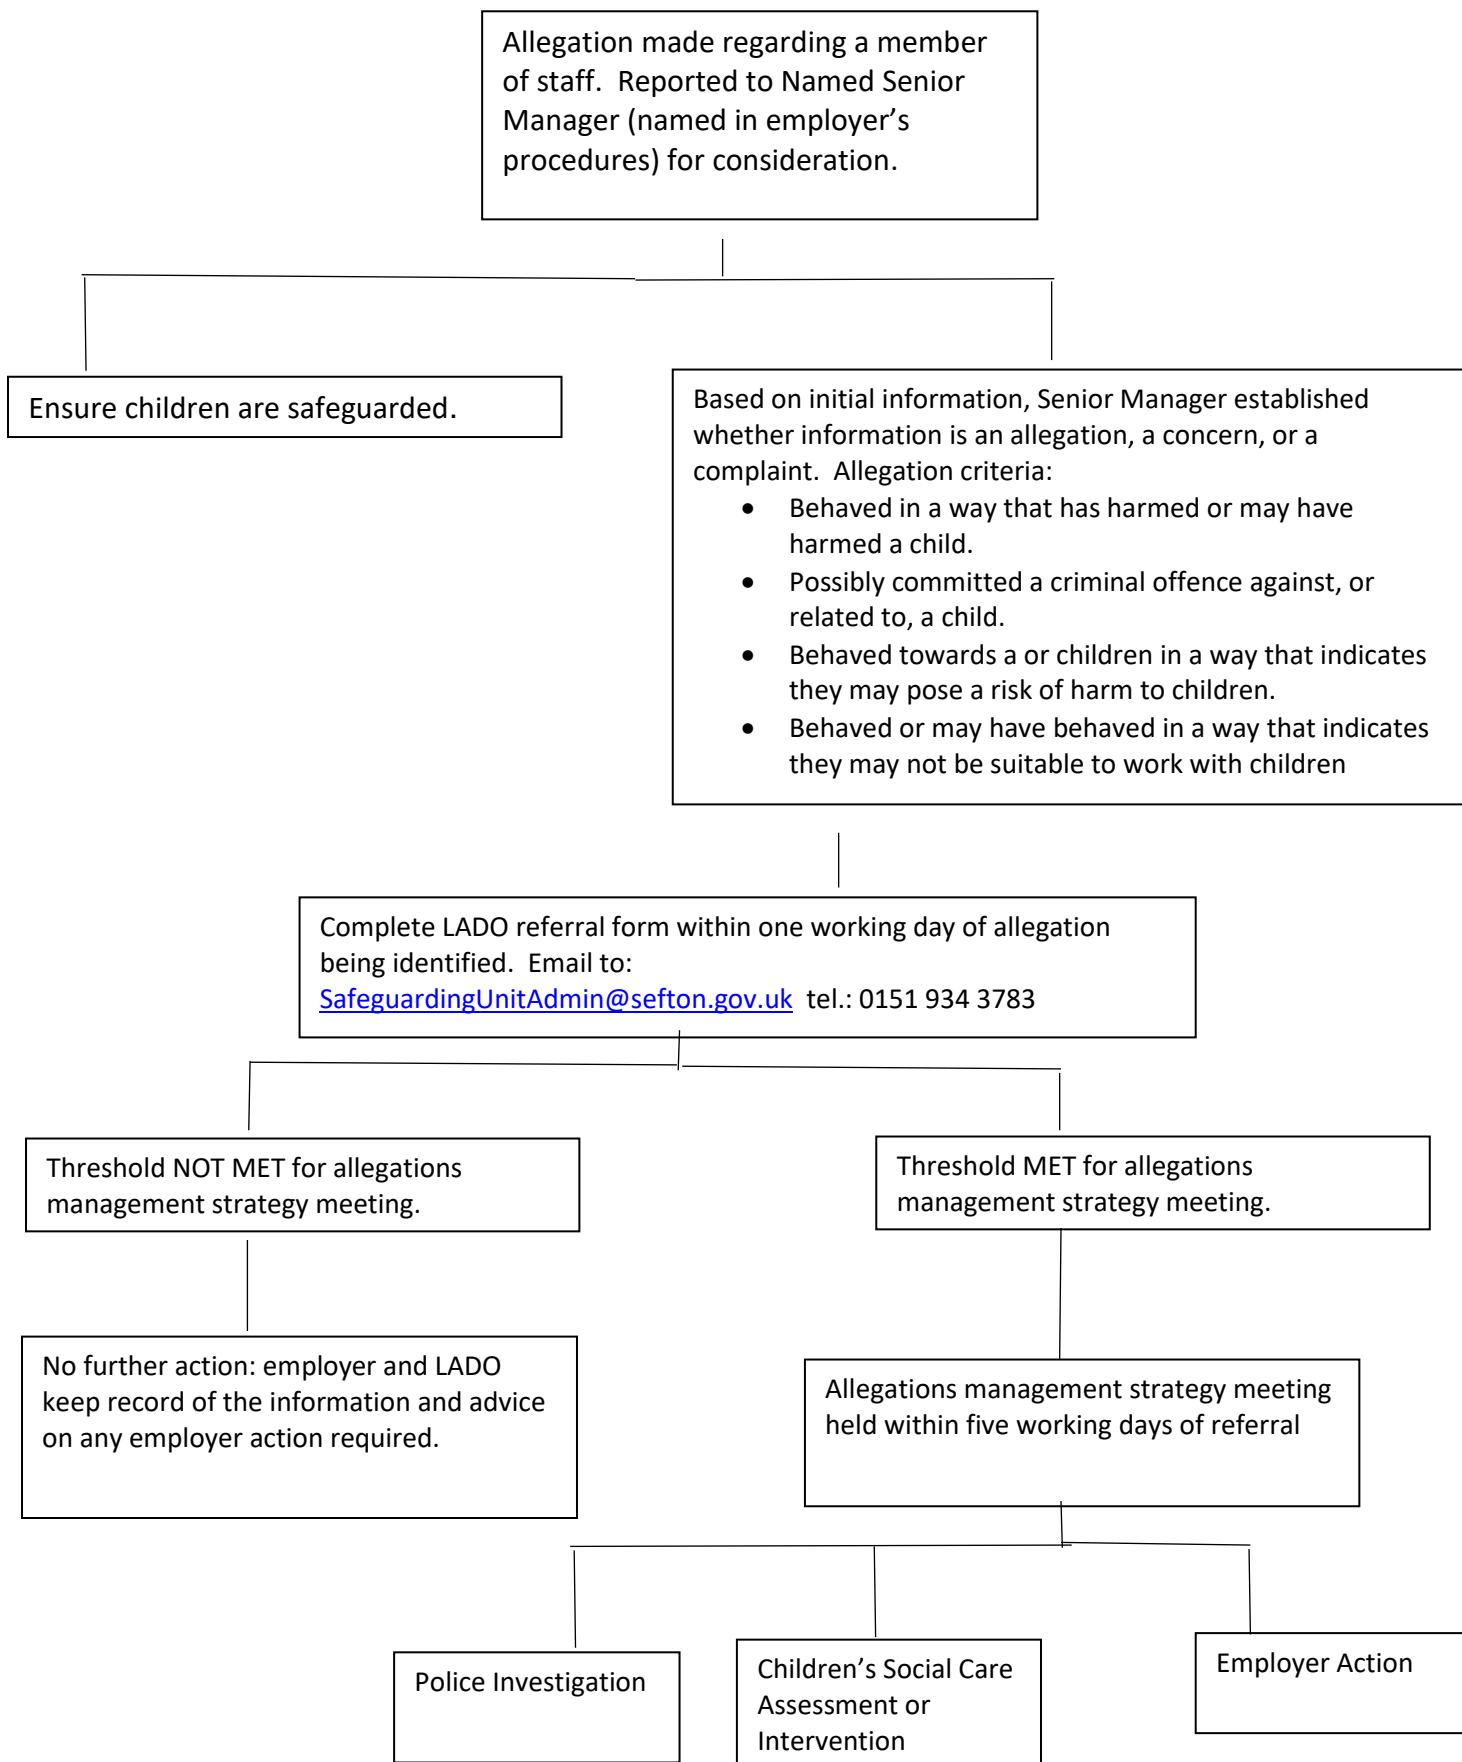 Allegation made regarding a member
of staff.  Reported to Named Senior
Manager (named in employer’s
procedures) for consideration.
Ensure children are safeguarded.
Based on initial information, Senior Manager established
whether information is an allegation, a concern, or a
complaint.  Allegation criteria:
• Behaved in a way that has harmed or may have
harmed a child.
• Possibly committed a criminal offence against, or
related to, a child.
• Behaved towards a or children in a way that indicates
they may pose a risk of harm to children.
• Behaved or may have behaved in a way that indicates
they may not be suitable to work with children
Complete LADO referral form within one working day of allegation
being identified.  Email to:
SafeguardingUnitAdmin@sefton.gov.uk  tel.: 0151 934 3783
Threshold NOT MET for allegations
management strategy meeting.
Threshold MET for allegations
management strategy meeting.
No further action: employer and LADO
keep record of the information and advice
on any employer action required.
Allegations management strategy meeting
held within five working days of referral
Police Investigation
Children’s Social Care
Assessment or
Intervention
Employer Action